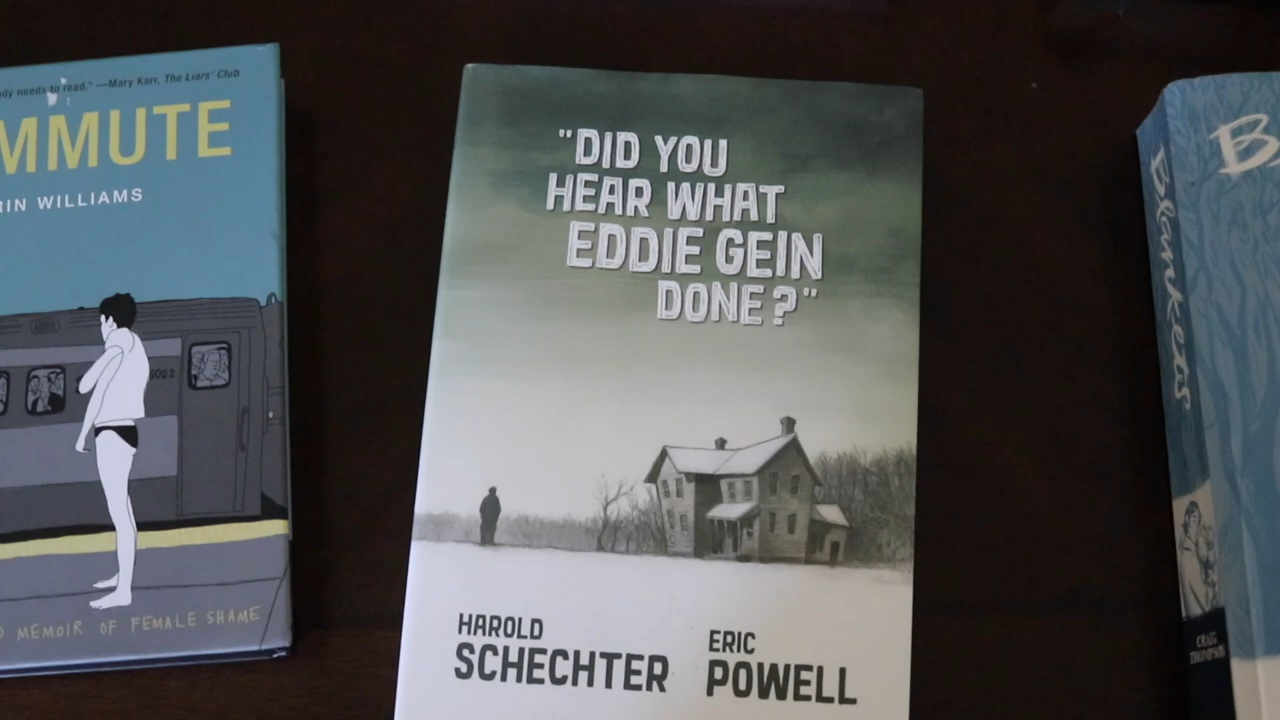 ody needs to read." —Mary Karr, The Liars' Club
MMUTE
RIN WILLIAMS
5002
O MEMOIR OF FEMALE SHAME
"DID YOU
HEAR WHAT
EDDIE GEIN
DONE?"
HAROLD
SCHECHTER
ERIC
POWELL
Blankets
CRAIG
THOMPSON
B